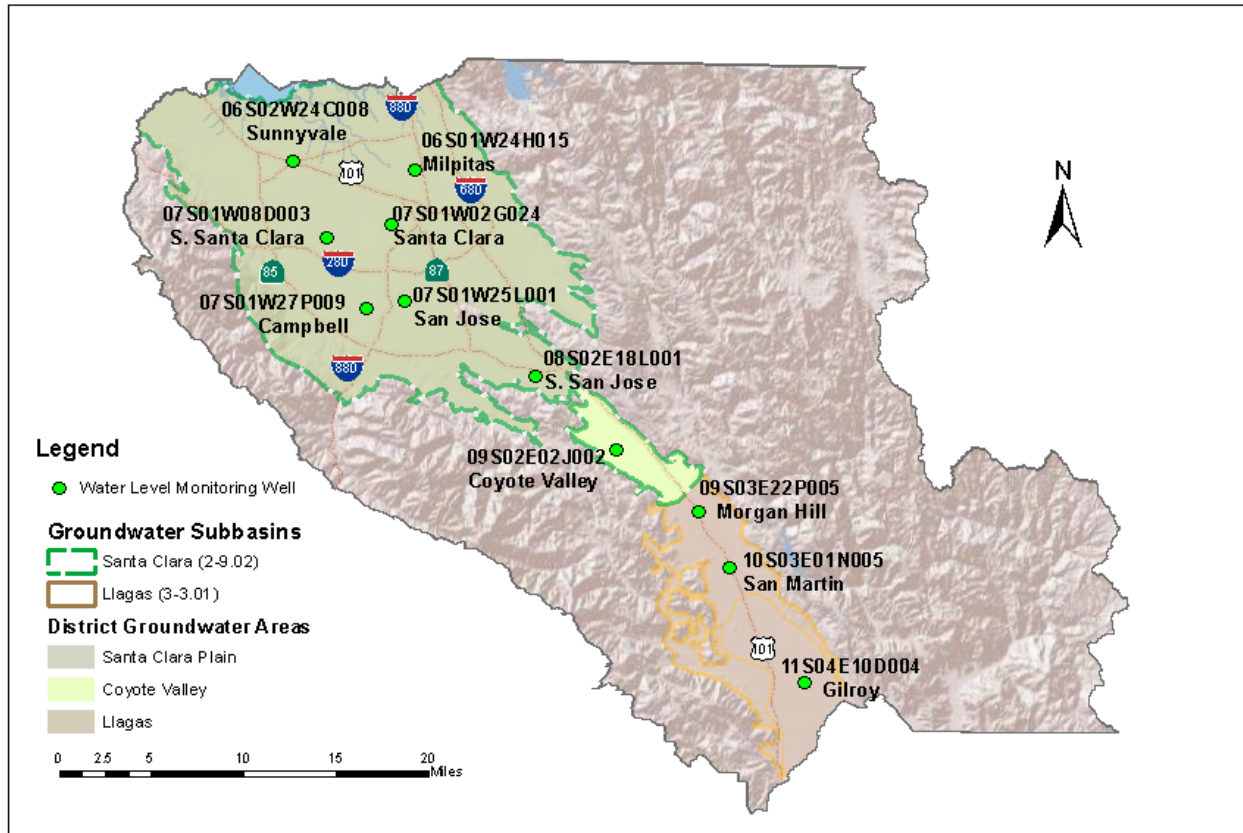 880
06S02W24C008
Sunnyvale
06S01W24H015
Milpitas
101
680
N
07S01W08D003
S. Santa Clara
07S01W02G024
Santa Clara
85
280
87
07S01W27P009
Campbell
07S01W25L001
San Jose
880
08S02E18L001
S. San Jose
09S02E02J002
Coyote Valley
09S03E22P005
Morgan Hill
10S03E01N005
San Martin
101
11S04E10D004
Gilroy
Legend
Water Level Monitoring Well
Groundwater Subbasins
Santa Clara (2-9.02)
Llagas (3-3.01)
District Groundwater Areas
Santa Clara Plain
Coyote Valley
Llagas
0 2.5 5 10 15 20
Miles